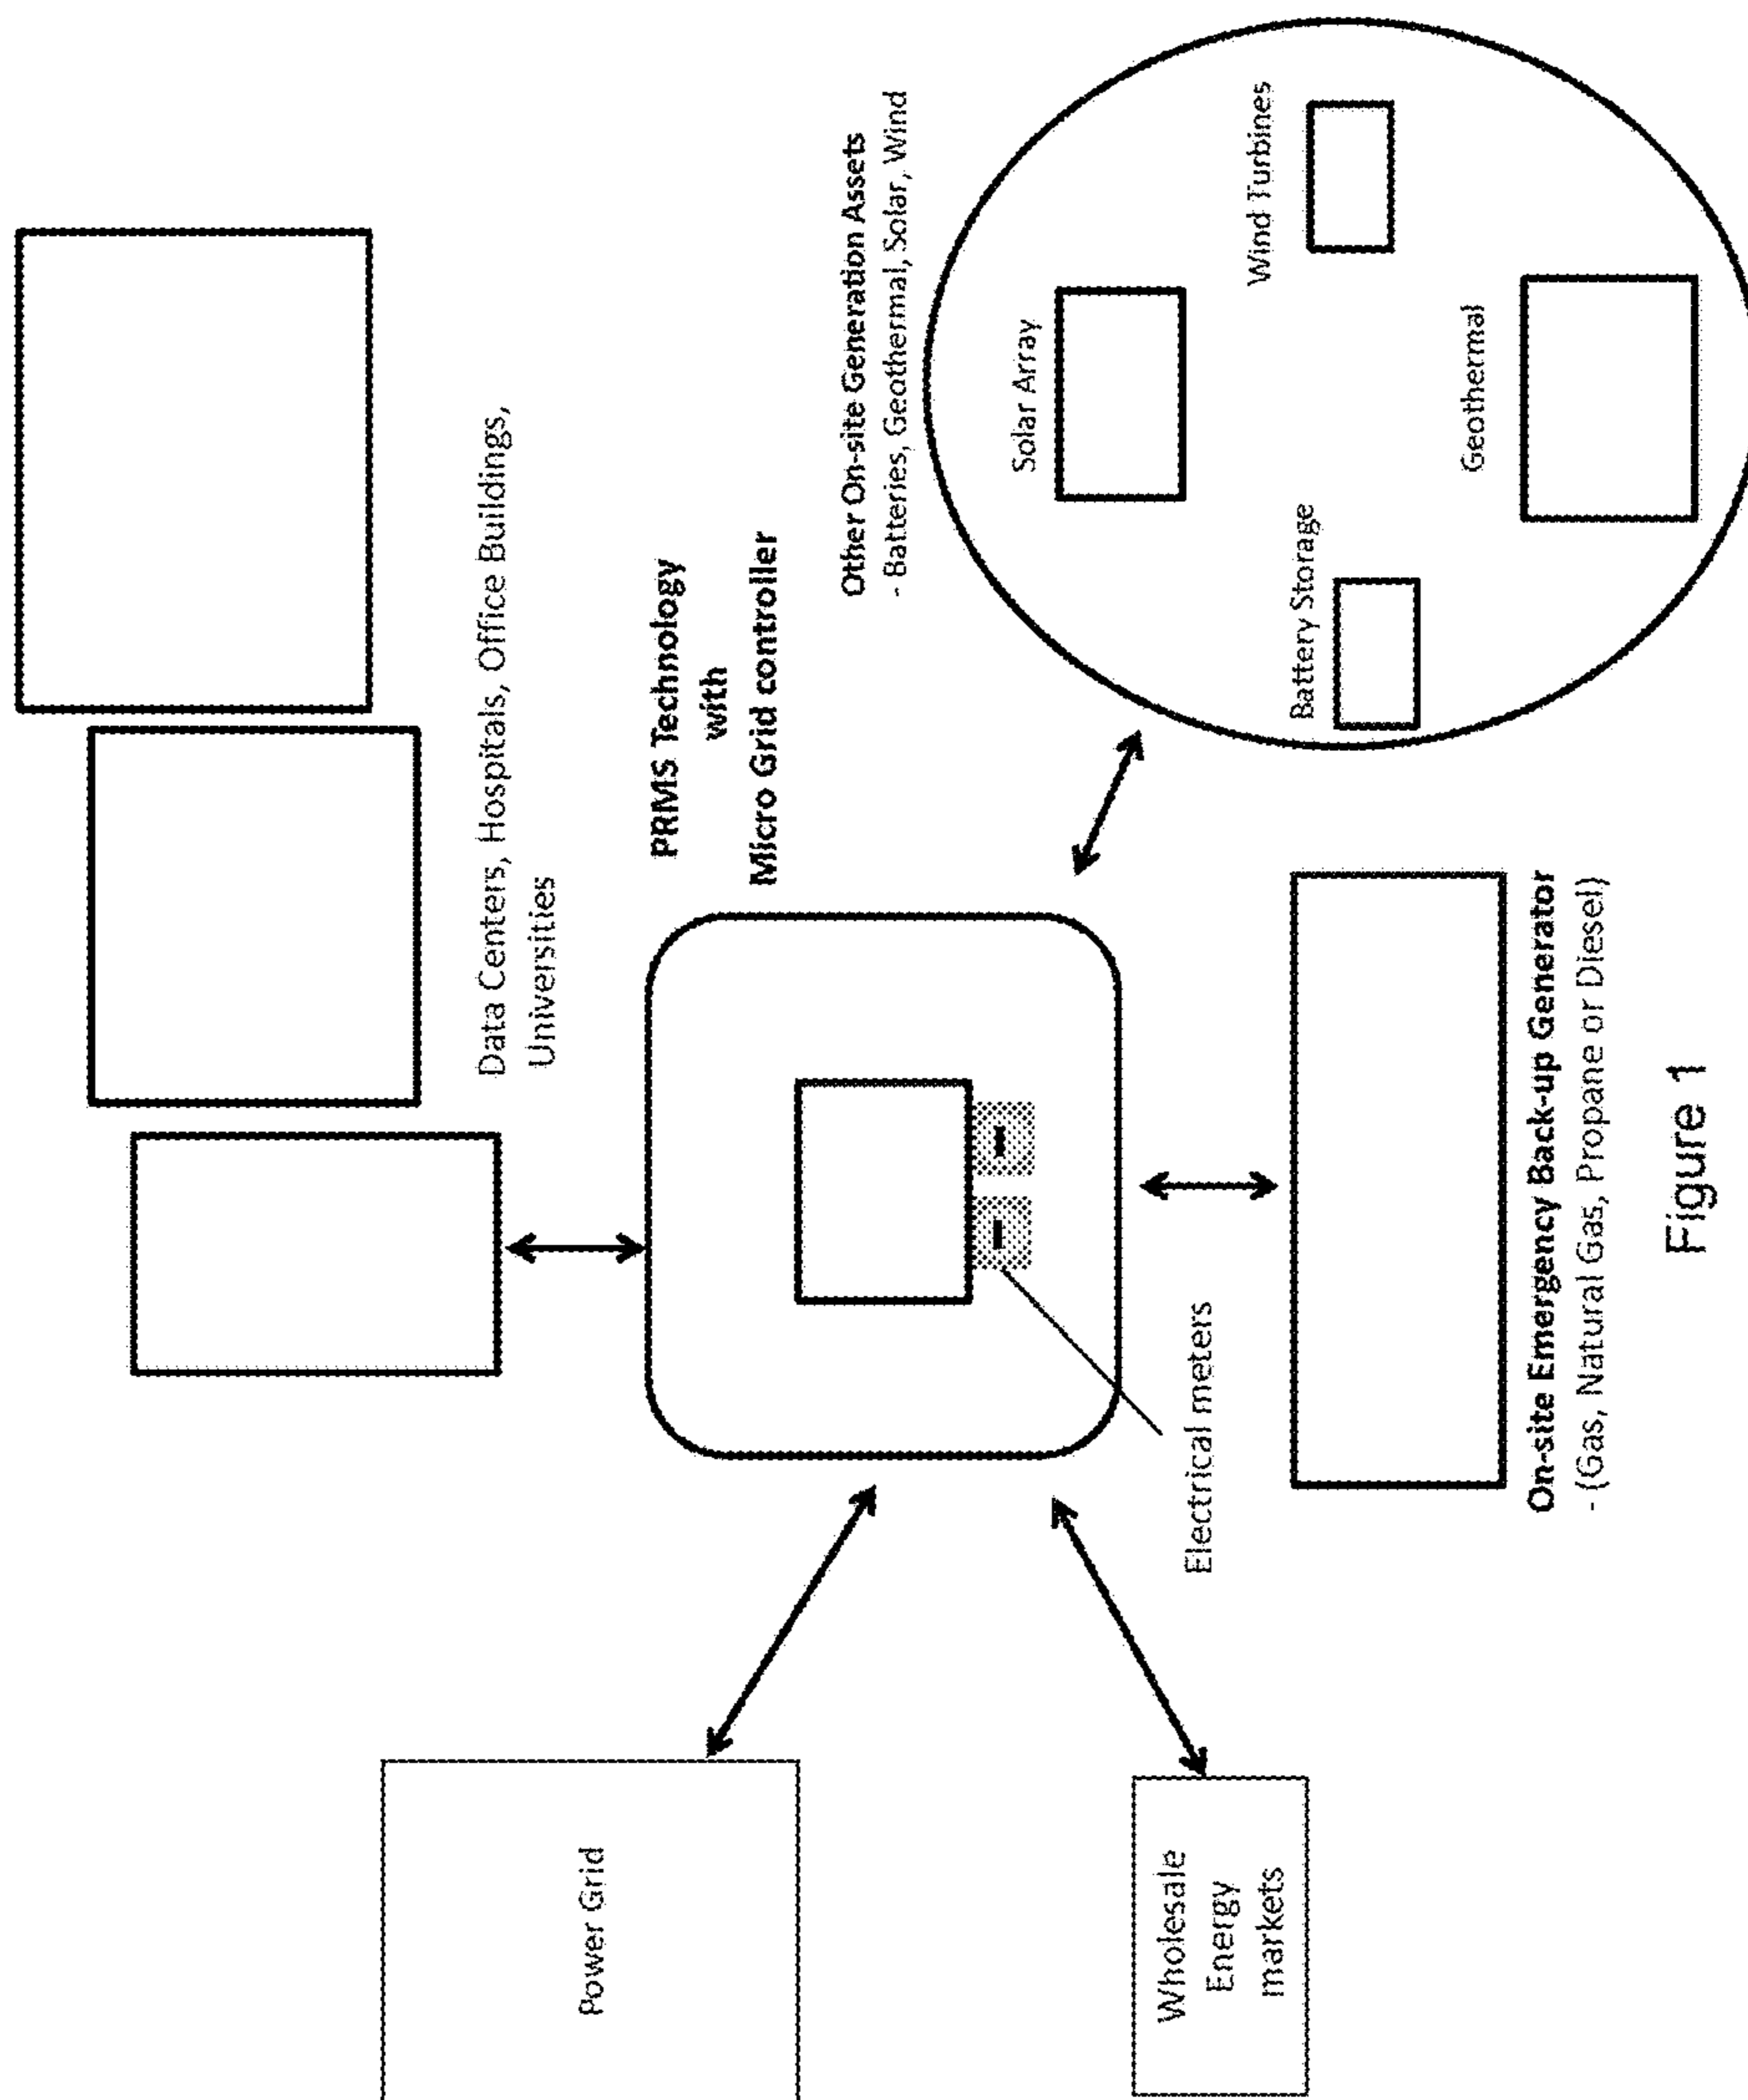 Data Centers, Hospitals, Office Buildings,
Universities
PRMS Technology
with
Micro Grid controller
Other On-site Generation Assets
- Batteries, Geothermal, Solar, Wind
Solar Array
Wind Turbines
Battery Storage
Geothermal
Power Grid
Wholesale
Energy
markets
Electrical meters
On-site Emergency Back-up Generator
- (Gas, Natural Gas, Propane or Diesel)
Figure 1